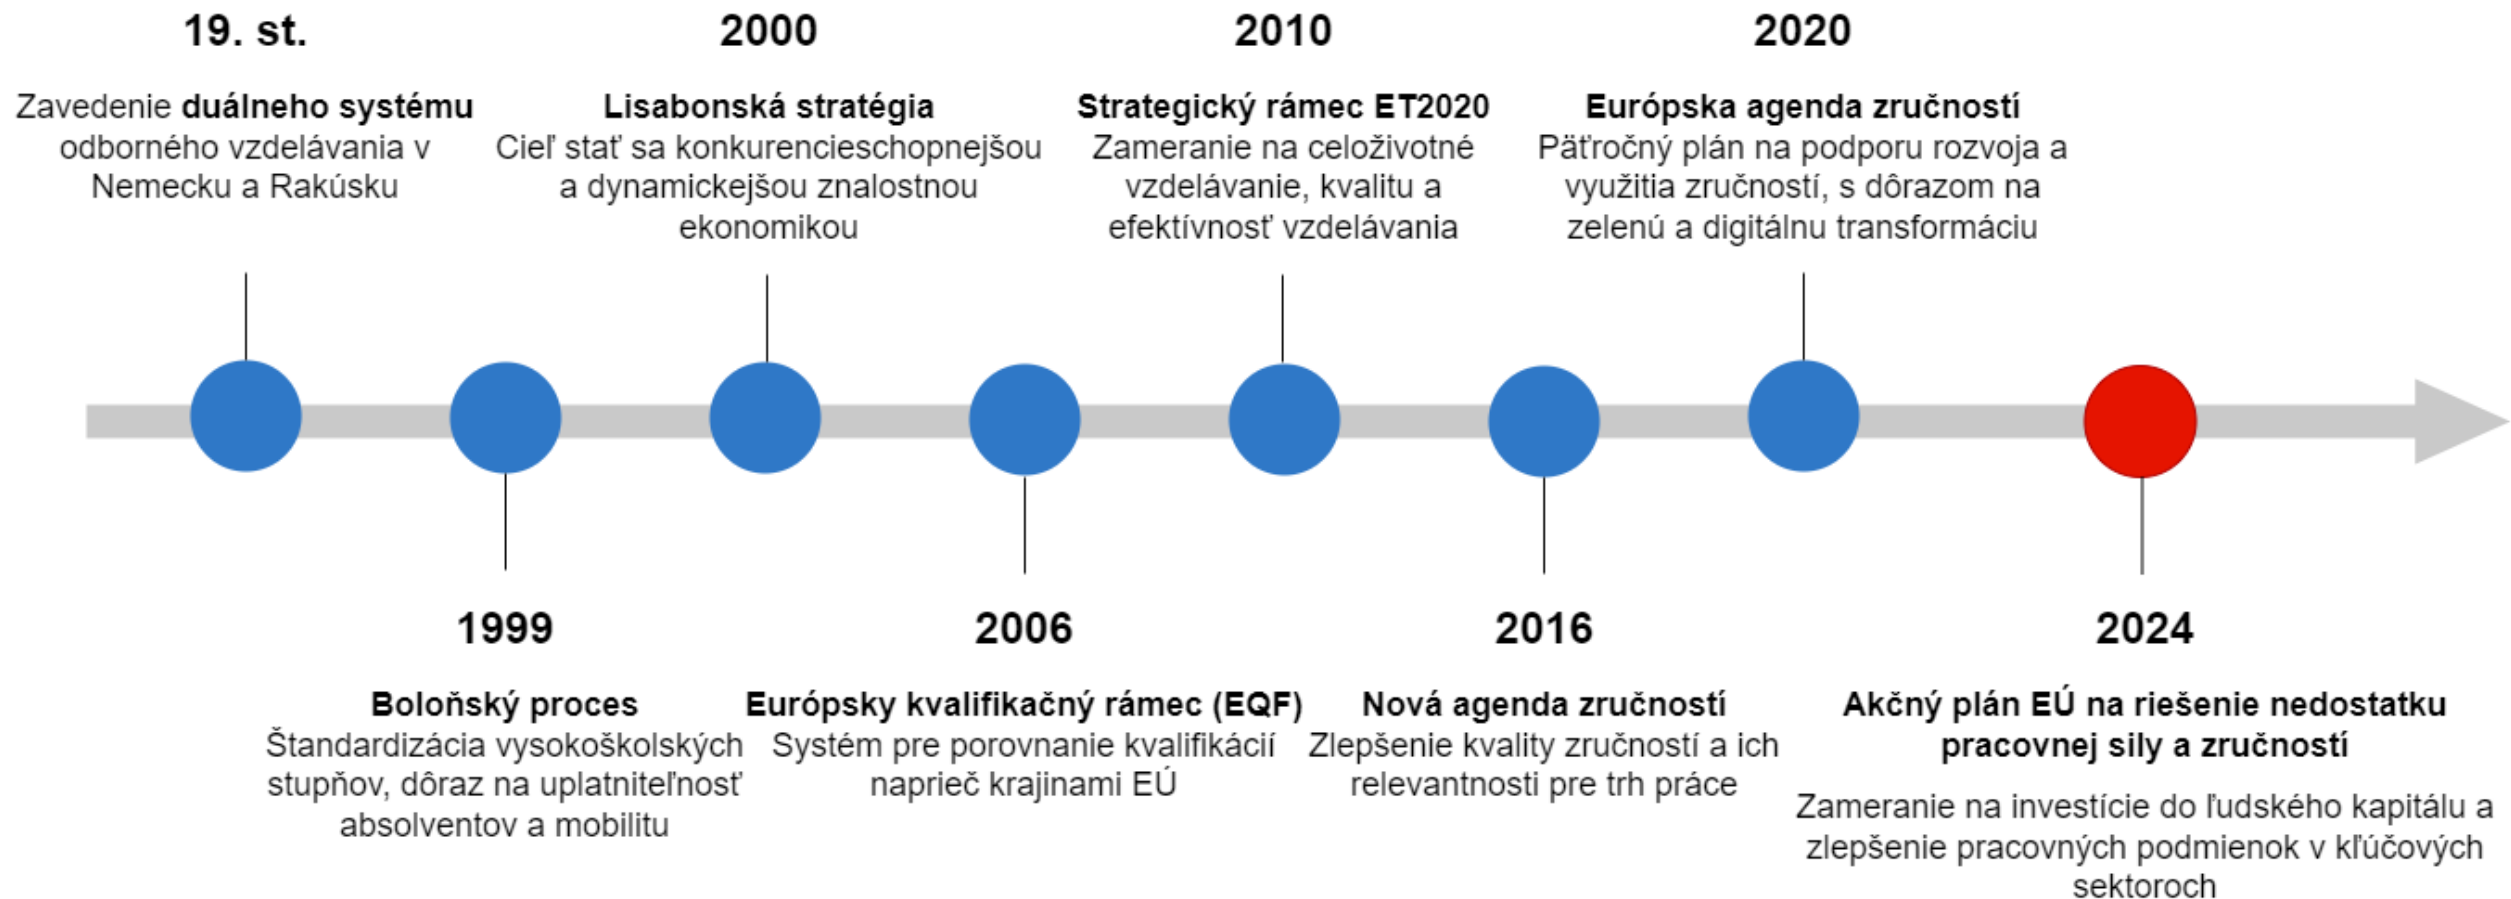 19. st.
Zavedenie duálneho systému
odborného vzdelávania v
Nemecku a Rakúsku
2000
Lisabonská stratégia
Cieľ stať sa konkurencieschopnejšou
a dynamickejšou znalostnou
ekonomikou
2010
Strategický rámec ET2020
Zameranie na celoživotné
vzdelávanie, kvalitu a
efektívnosť vzdelávania
2020
Európska agenda zručností
Päťročný plán na podporu rozvoja a
využitia zručností, s dôrazom na
zelenú a digitálnu transformáciu
1999
Boloňský proces
Štandardizácia vysokoškolských
stupňov, dôraz na uplatniteľnosť
absolventov a mobilitu
2006
Európsky kvalifikačný rámec (EQF)
Systém pre porovnanie kvalifikácií
naprieč krajinami EÚ
2016
Nová agenda zručností
Zlepšenie kvality zručností a ich
relevantnosti pre trh práce
2024
Akčný plán EÚ na riešenie nedostatku
pracovnej sily a zručností
Zameranie na investície do ľudského kapitálu a
zlepšenie pracovných podmienok v kľúčových
sektoroch